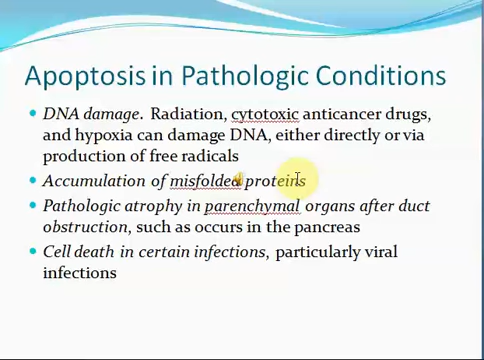 Apoptosis in Pathologic Conditions
• DNA damage. Radiation, cytotoxic anticancer drugs,
and hypoxia can damage DNA, either directly or via
production of free radicals
• Accumulation of misfolded proteins
• Pathologic atrophy in parenchymal organs after duct
obstruction, such as occurs in the pancreas
• Cell death in certain infections, particularly viral
infections